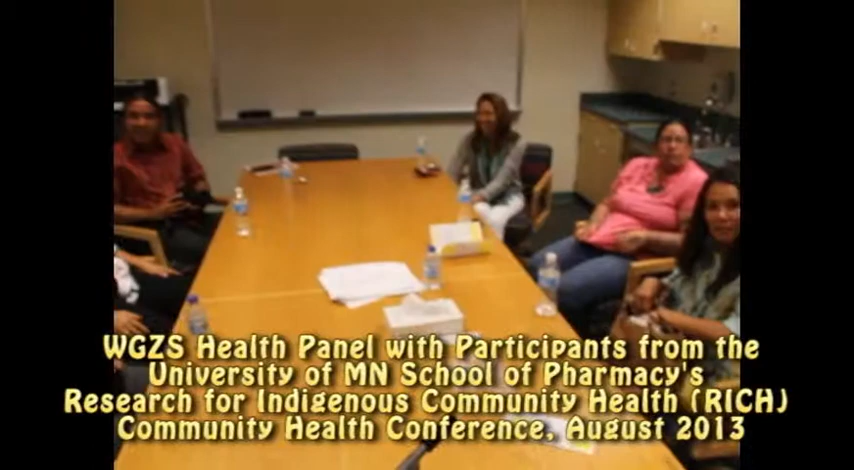 WGZS Health Panel with Participants from the
University of MN School of Pharmacy's
Research for Indigenous Community Health (RICH)
Community Health Conference, August 2013